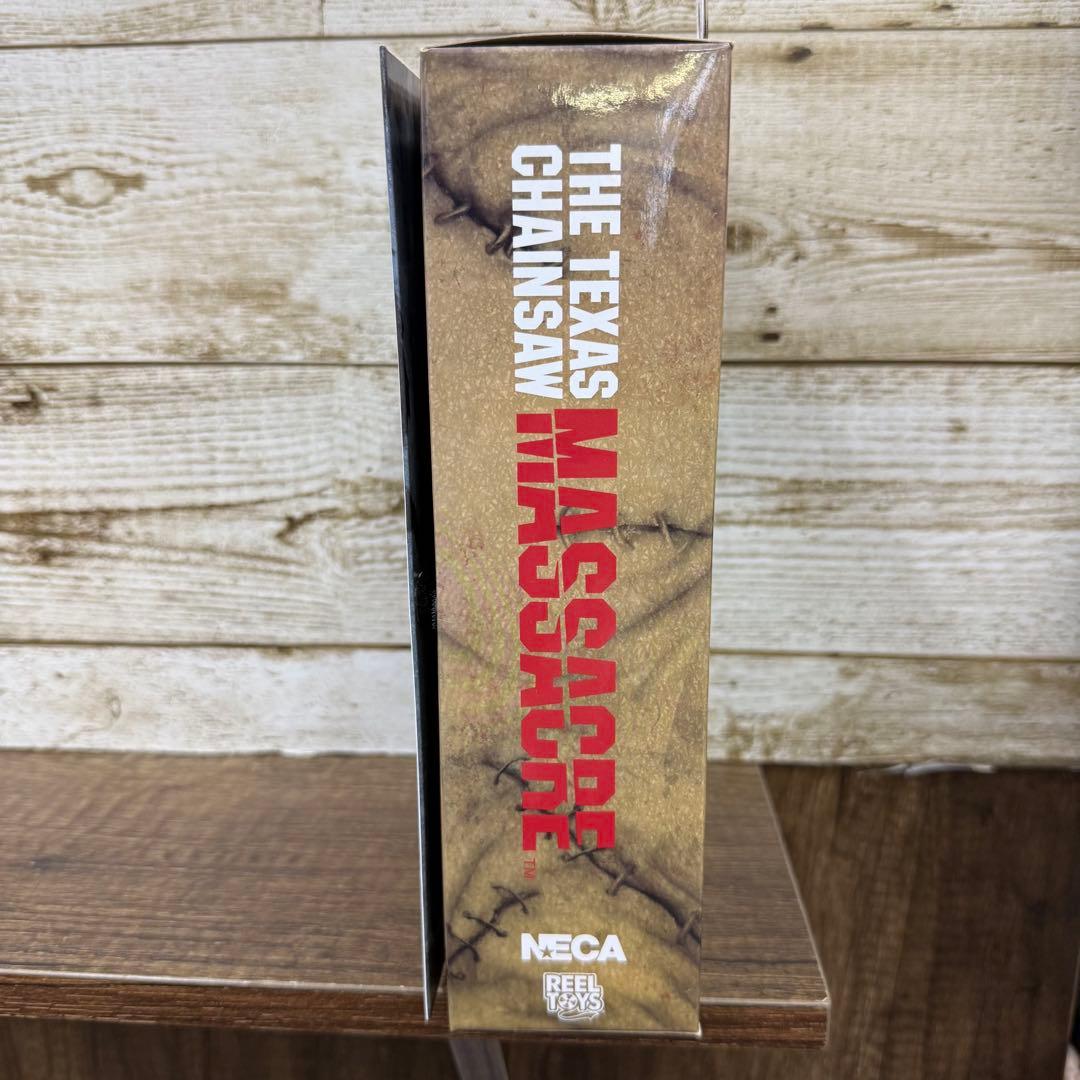 THE TEXAS
CHAINSAW
MASSACRE
TM
NECA
REEL
TOYS